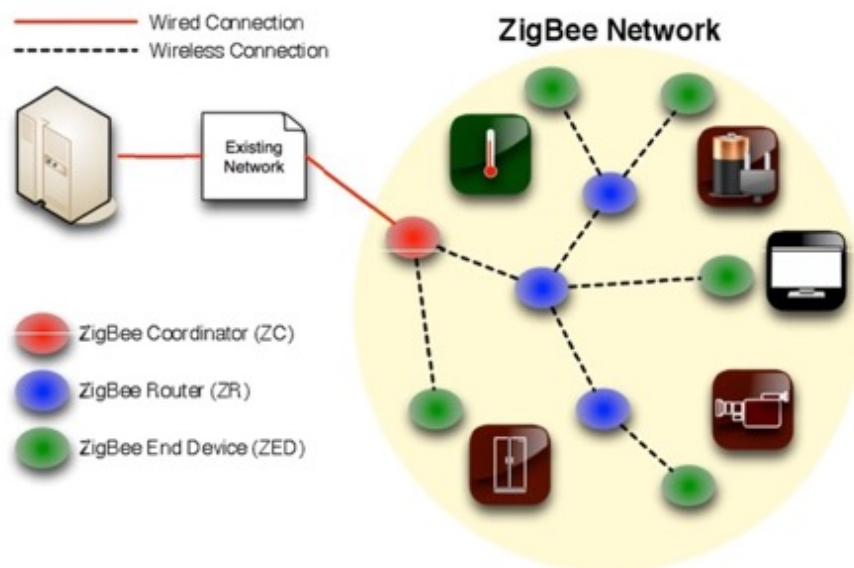 Wired Connection
Wireless Connection
ZigBee Network
Existing
Network
ZigBee Coordinator (ZC)
ZigBee Router (ZR)
ZigBee End Device (ZED)